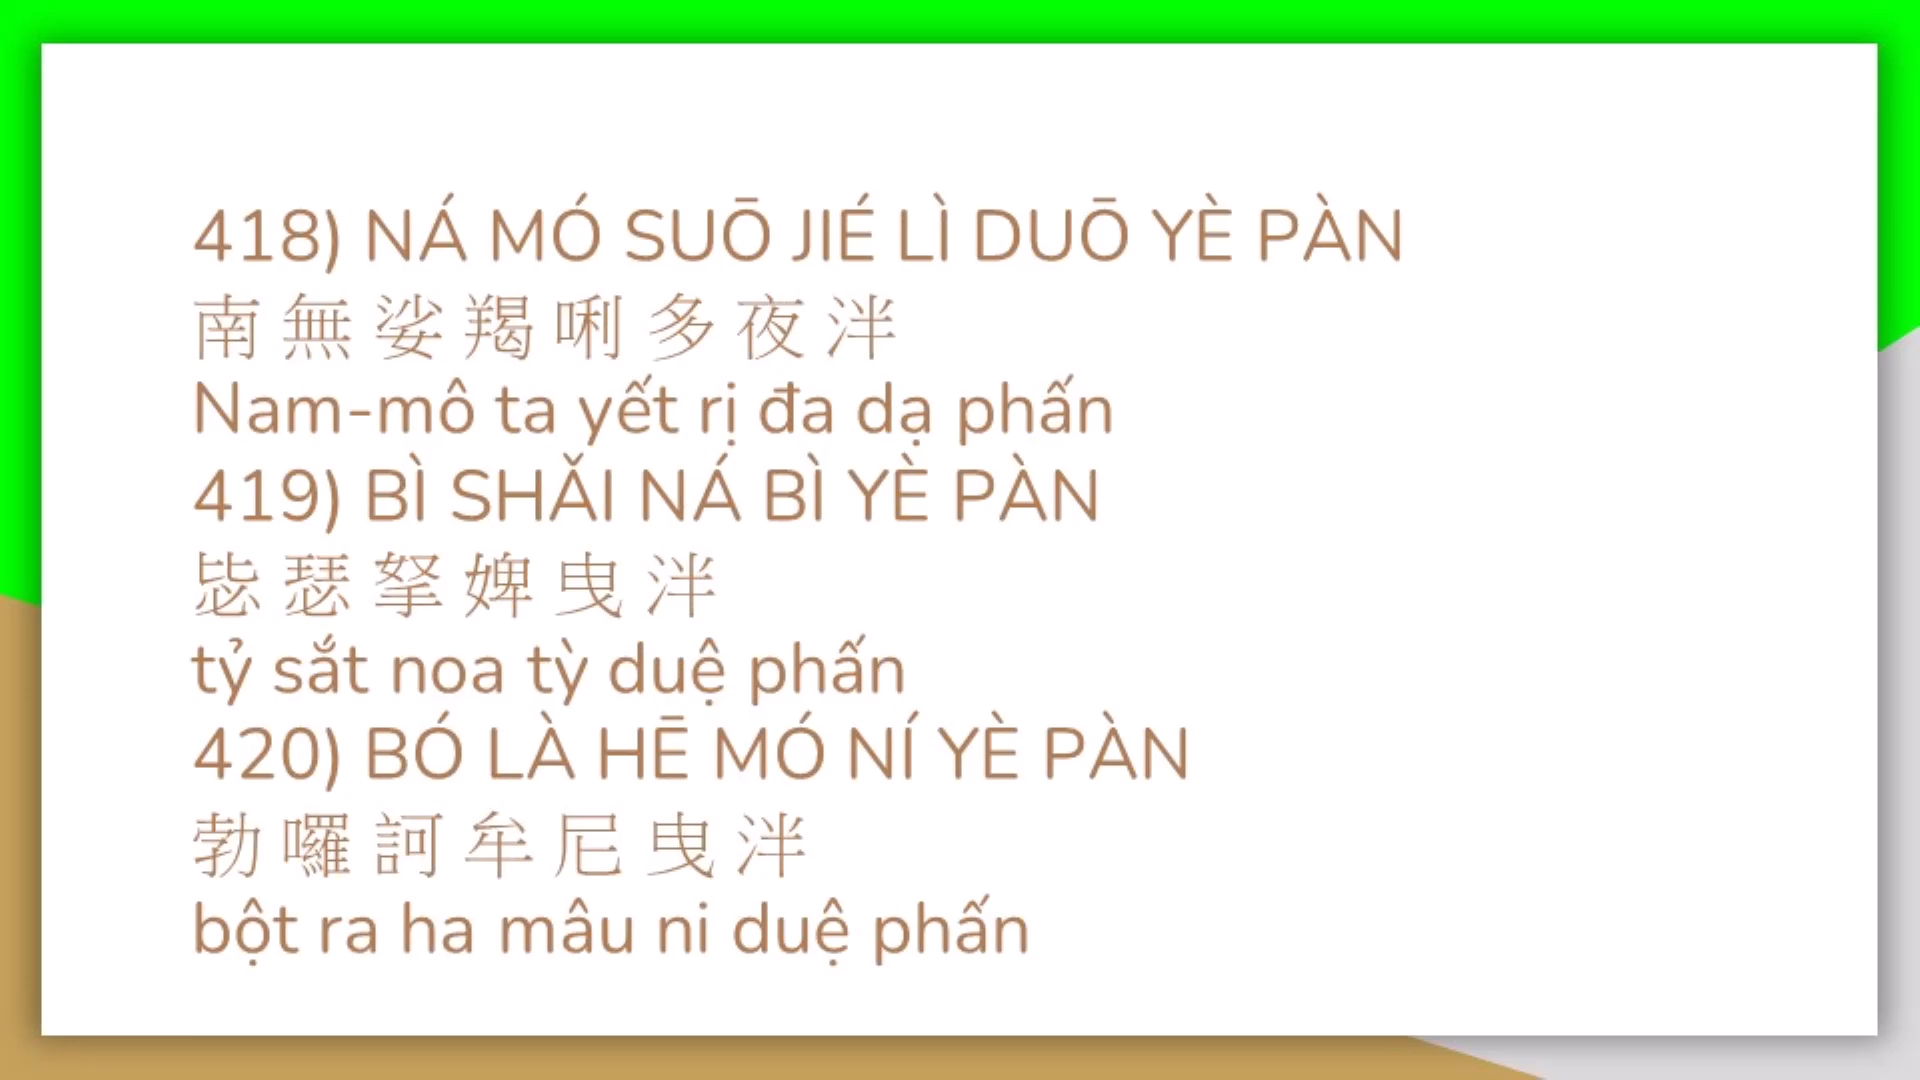 418) NÁ MÓ SUŌ JIÉ LÌ DUŌ YÈ PÀN
南 無 娑 羯 唎 多 夜 泮
Nam-mô ta yết rị đa dạ phấn
419) BÌ SHǍI NÁ BÌ YÈ PÀN
毖 瑟 拏 婢 曳 泮
tỷ sắt noa tỳ duệ phấn
420) BÓ LÀ HĒ MÓ NÍ YÈ PÀN
勃 囉 訶 牟 尼 曳 泮
bột ra ha mâu ni duệ phấn